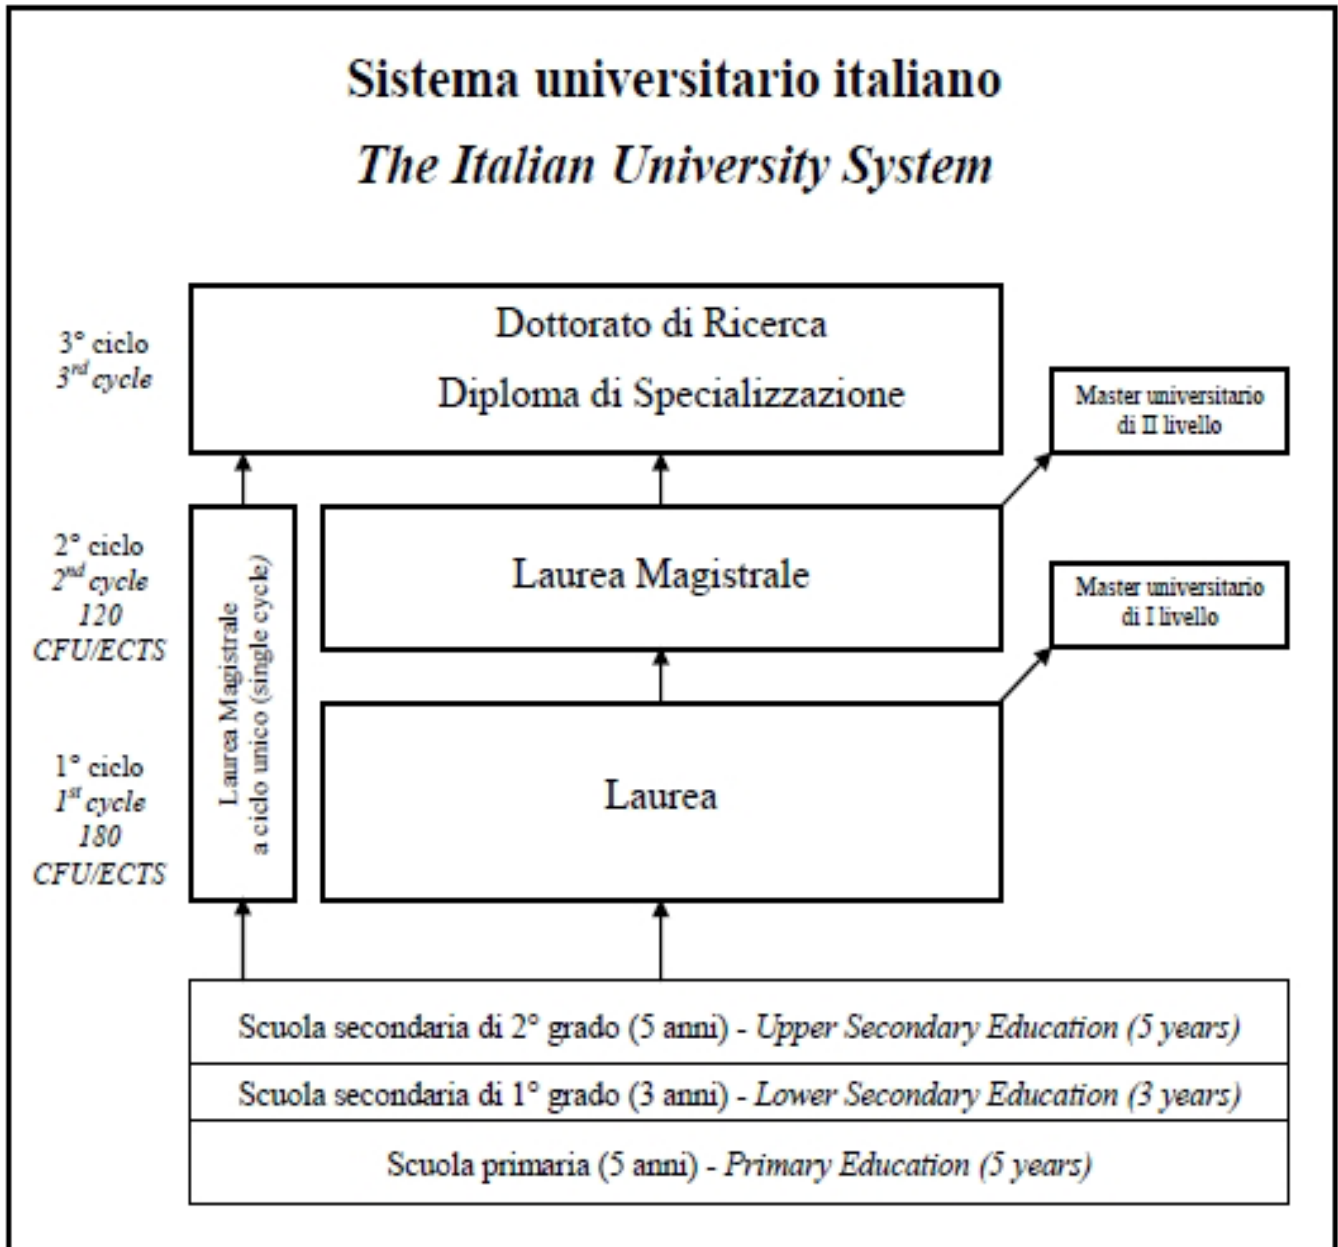 Sistema universitario italiano
The Italian University System
3° ciclo
3rd cycle
Dottorato di Ricerca
Diploma di Specializzazione
Master universitario
di II livello
2° ciclo
2nd cycle
120
CFU/ECTS
Laurea Magistrale
a ciclo unico (single cycle)
Laurea Magistrale
Master universitario
di I livello
1° ciclo
1st cycle
180
CFU/ECTS
Laurea
Scuola secondaria di 2° grado (5 anni) - Upper Secondary Education (5 years)
Scuola secondaria di 1° grado (3 anni) - Lower Secondary Education (3 years)
Scuola primaria (5 anni) - Primary Education (5 years)